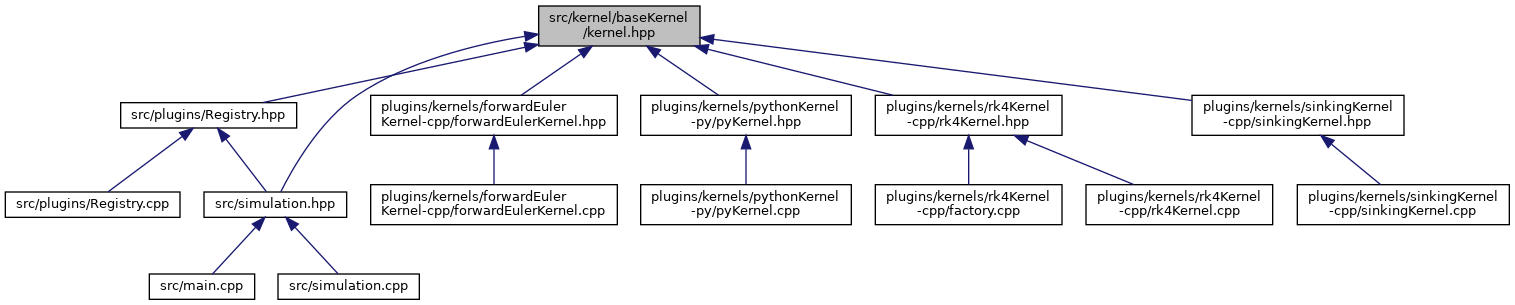 src/kernel/baseKernel
/kernel.hpp
src/plugins/Registry.hpp
plugins/kernels/forwardEuler
Kernel-cpp/forwardEulerKernel.hpp
plugins/kernels/pythonKernel
-py/pyKernel.hpp
plugins/kernels/rk4Kernel
-cpp/rk4Kernel.hpp
plugins/kernels/sinkingKernel
-cpp/sinkingKernel.hpp
src/plugins/Registry.cpp
src/simulation.hpp
plugins/kernels/forwardEuler
Kernel-cpp/forwardEulerKernel.cpp
plugins/kernels/pythonKernel
-py/pyKernel.cpp
plugins/kernels/rk4Kernel
-cpp/factory.cpp
plugins/kernels/rk4Kernel
-cpp/rk4Kernel.cpp
plugins/kernels/sinkingKernel
-cpp/sinkingKernel.cpp
src/main.cpp
src/simulation.cpp